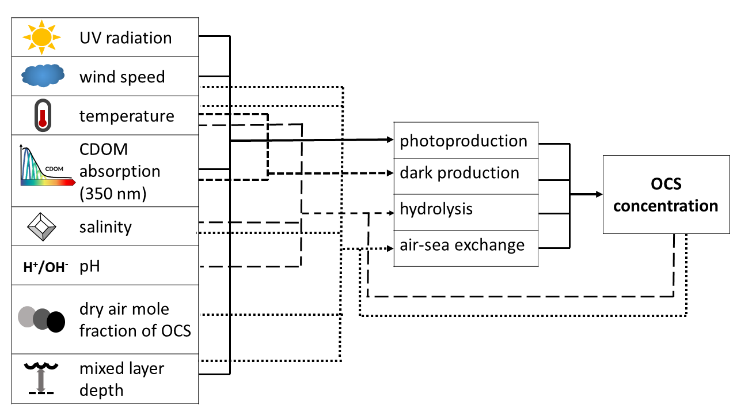 UV radiation
wind speed
temperature
CDOM
CDOM
absorption
(350 nm)
salinity
H⁺/OH⁻ pH
dry air mole
fraction of OCS
mixed layer
depth
photoproduction
dark production
hydrolysis
air-sea exchange
OCS
concentration